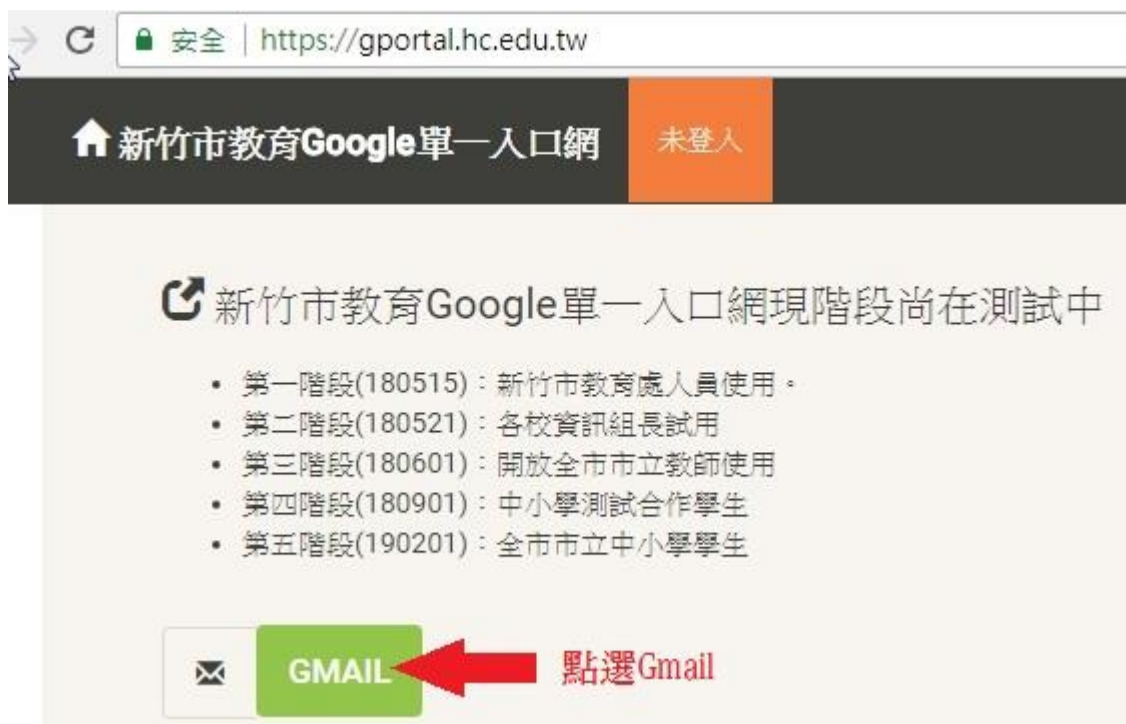 安全 | https://gportal.hc.edu.tw
新竹市教育Google單一入口網 未登入
新竹市教育Google單一入口網現階段尚在測試中
• 第一階段(180515)：新竹市教育處人員使用。
• 第二階段(180521)：各校資訊組長試用
• 第三階段(180601)：開放全市市立教師使用
• 第四階段(180901)：中小學測試合作學生
• 第五階段(190201)：全市市立中小學學生
GMAIL 點選Gmail